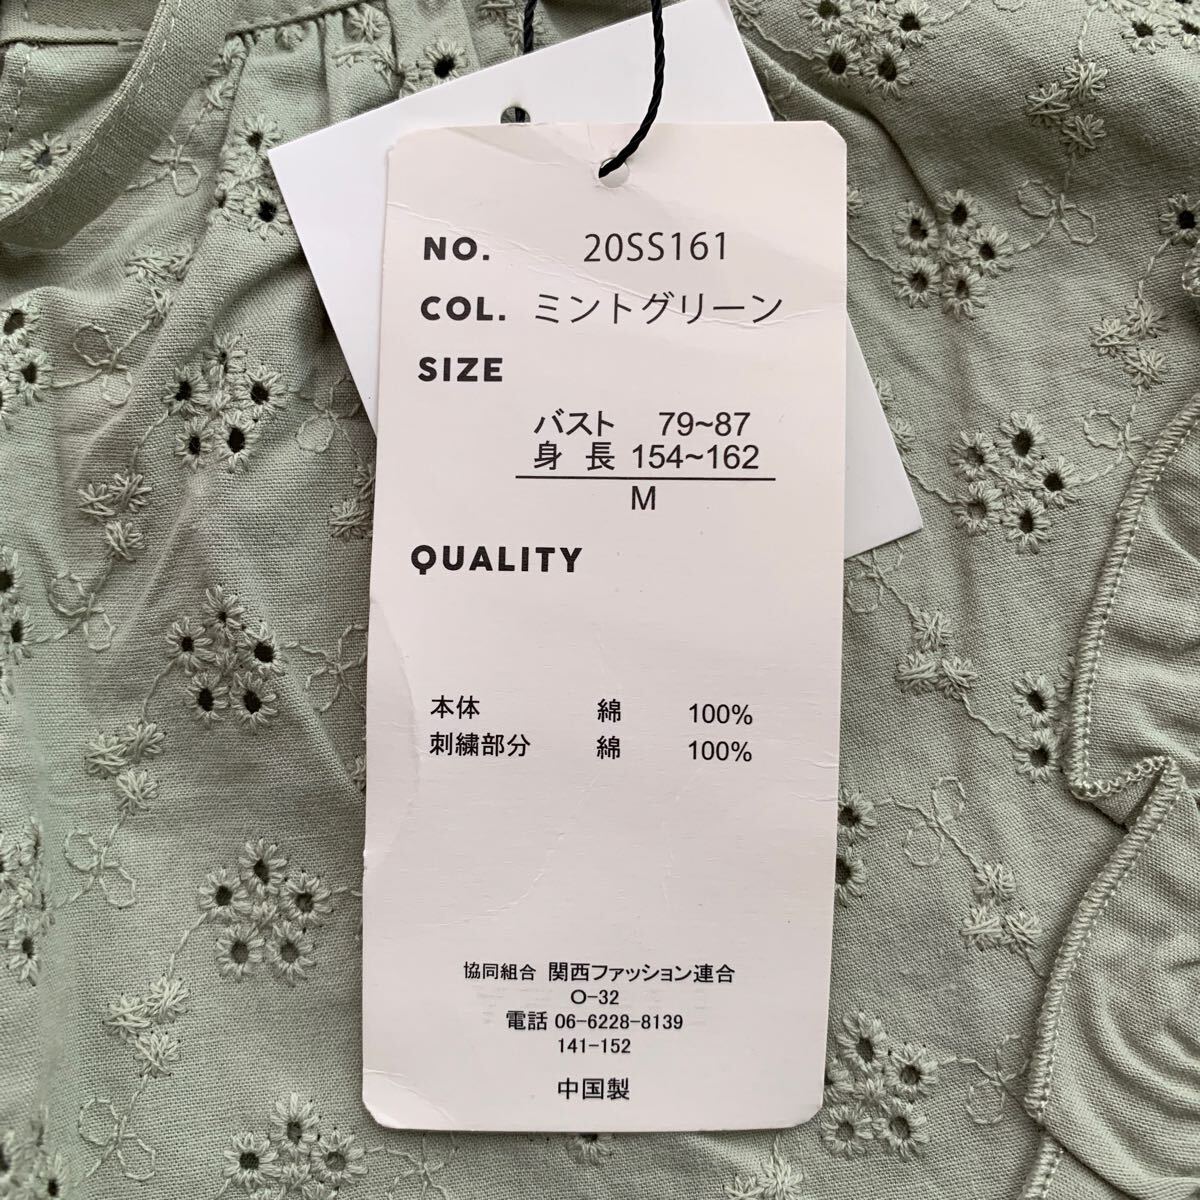 NO. 20SS161
COL. ミントグリーン
SIZE
バスト 79~87
身 長 154~162
M
QUALITY
本体 綿 100%
刺繍部分 綿 100%
協同組合 関西ファッション連合
O-32
電話 06-6228-8139
141-152
中国製